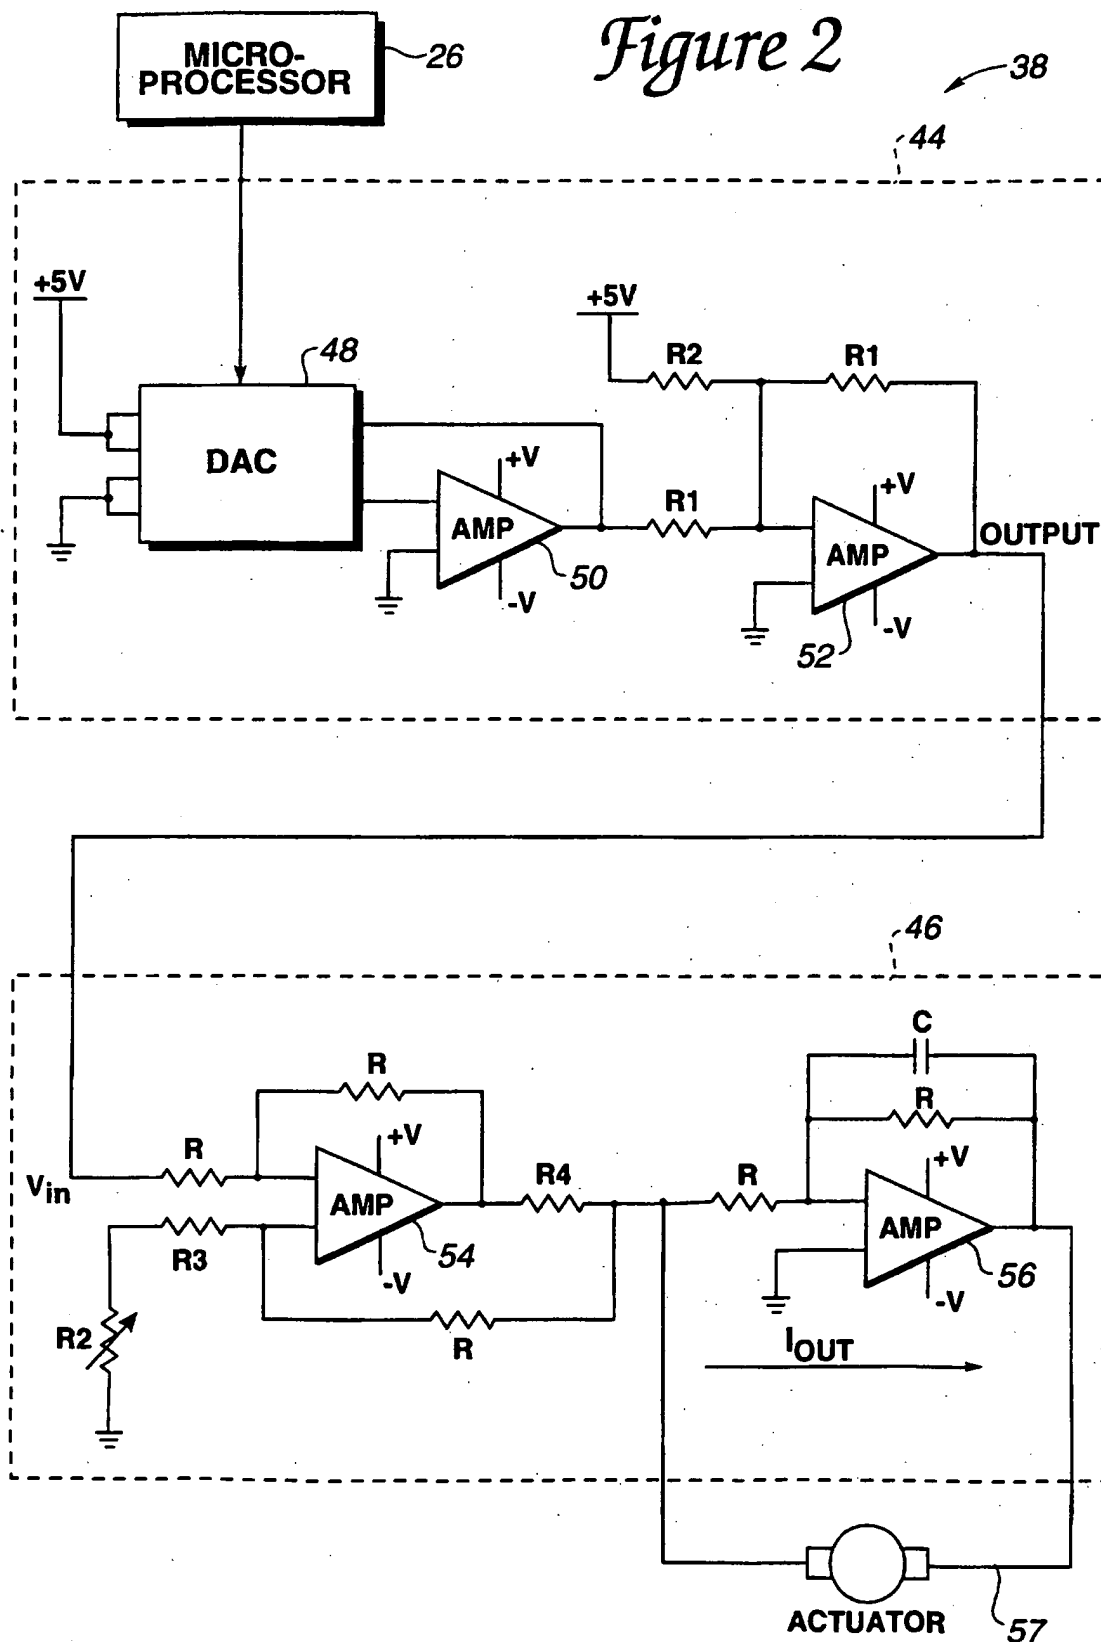 Figure 2
MICRO-
PROCESSOR
26
38
44
+5V
+5V
48
R2
R1
DAC
+V
AMP
50
-V
R1
+V
AMP
52
-V
OUTPUT
46
C
R
R
R
Vin
+V
AMP
54
-V
R4
R
+V
AMP
56
-V
R3
R2
R
IOUT
ACTUATOR
57